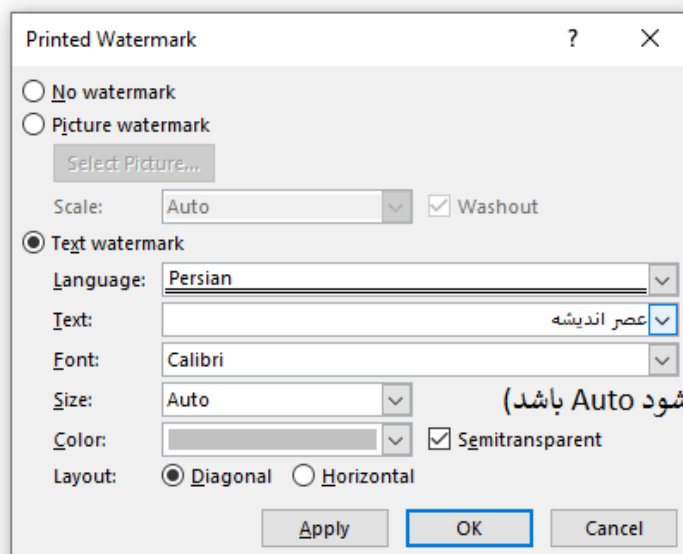 Printed Watermark ?
No watermark
Picture watermark
Select Picture...
Scale: Auto Washout
Text watermark
Language: Persian
Text: عصر اندیشه
Font: Calibri
Size: Auto شود Auto باشد)
Color: Semitransparent
Layout: Diagonal Horizontal
Apply OK Cancel